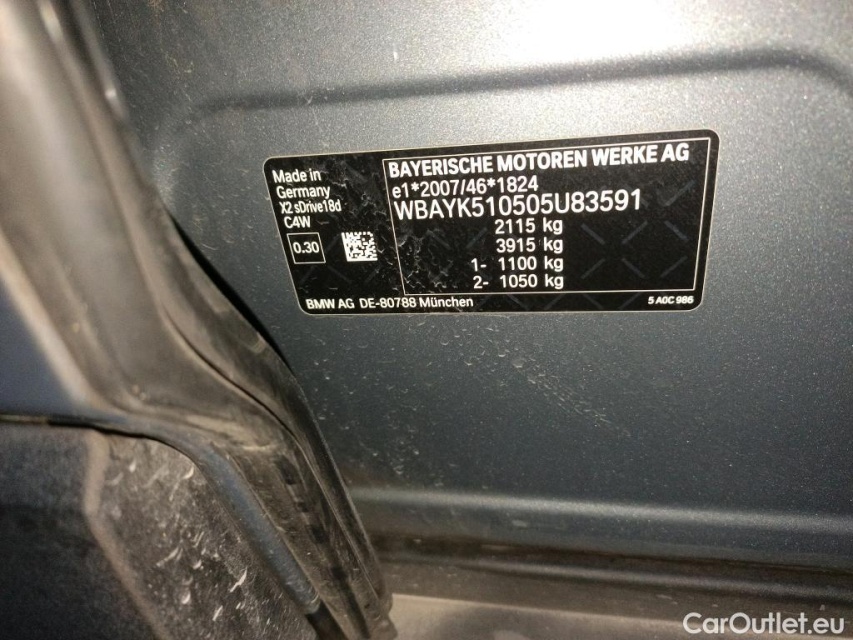 Made in
Germany
X2 sDrive18d
C4W
0.30
BAYERISCHE MOTOREN WERKE AG
e1*2007/46*1824
WBAYK510505U83591
2115 kg
3915 kg
1- 1100 kg
2- 1050 kg
BMW AG DE-80788 München
5 A0C 986
CarOutlet.eu